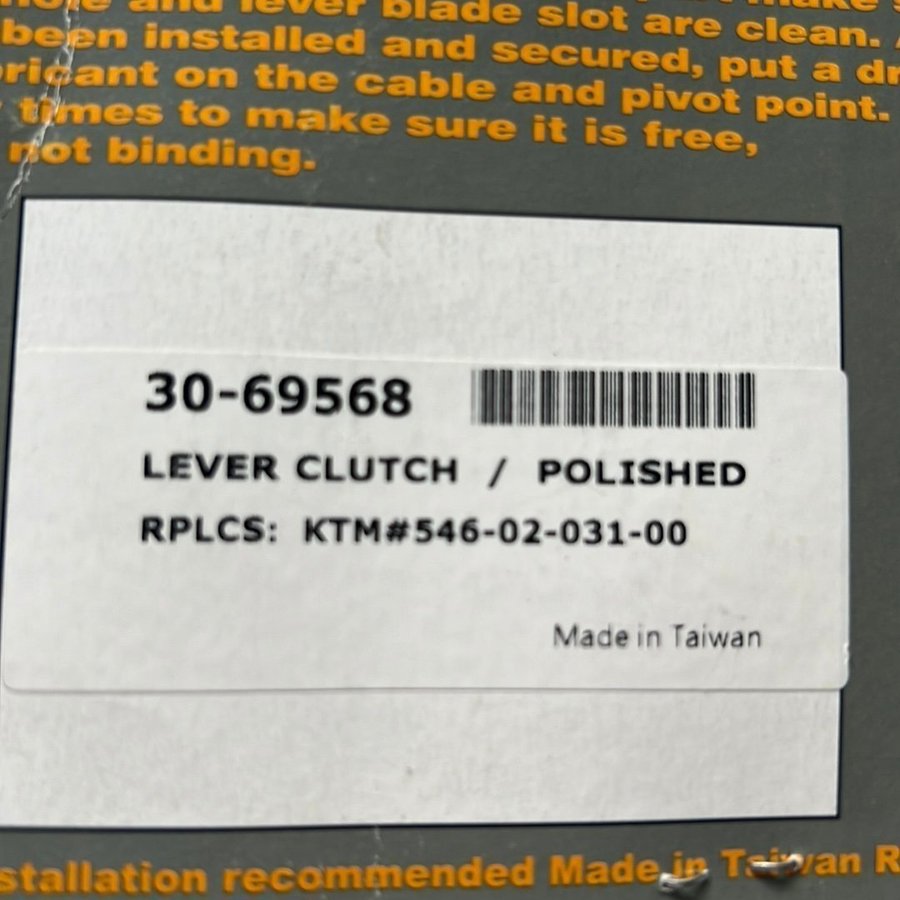 and lever blade slot are clean.
been installed and secured, put a
on the cable and pivot point.
times to make sure it is free,
not binding.
30-69568
LEVER CLUTCH / POLISHED
RPLCS: KTM#546-02-031-00
Made in Taiwan
recommended Made in Taiwan